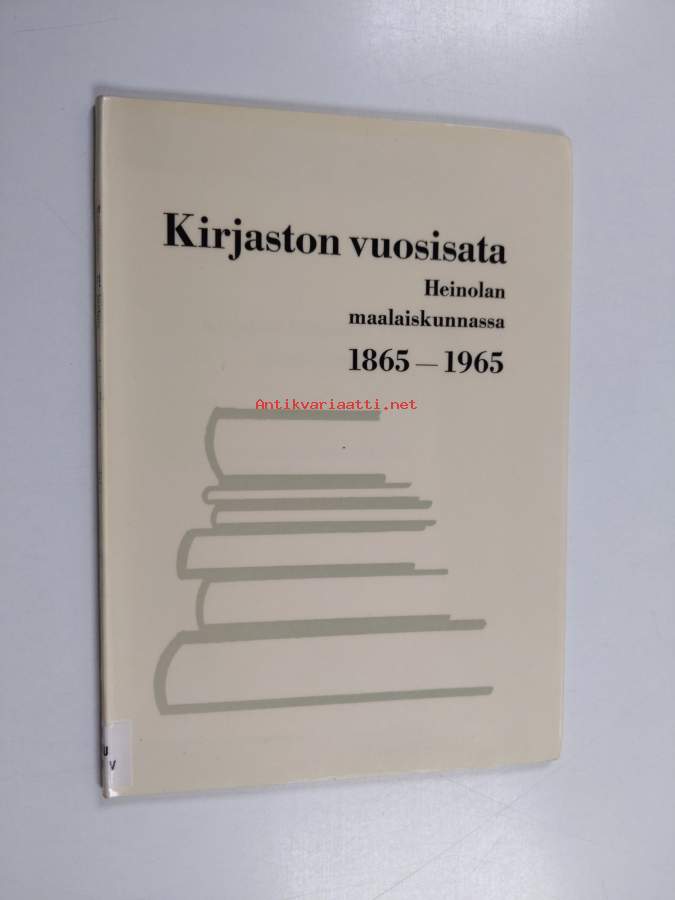 Kirjaston vuosisata
Heinolan
maalaiskunnassa
1865 — 1965
Antikvariaatti.net
U
V